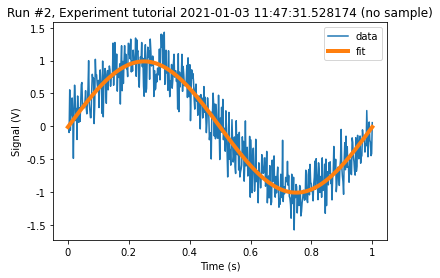 Run #2, Experiment tutorial 2021-01-03 11:47:31.528174 (no sample)
data
fit
1.5
1.0
0.5
0
-0.5
-1.0
-1.5
Signal (V)
0 0.2 0.4 0.6 0.8 1
Time (s)